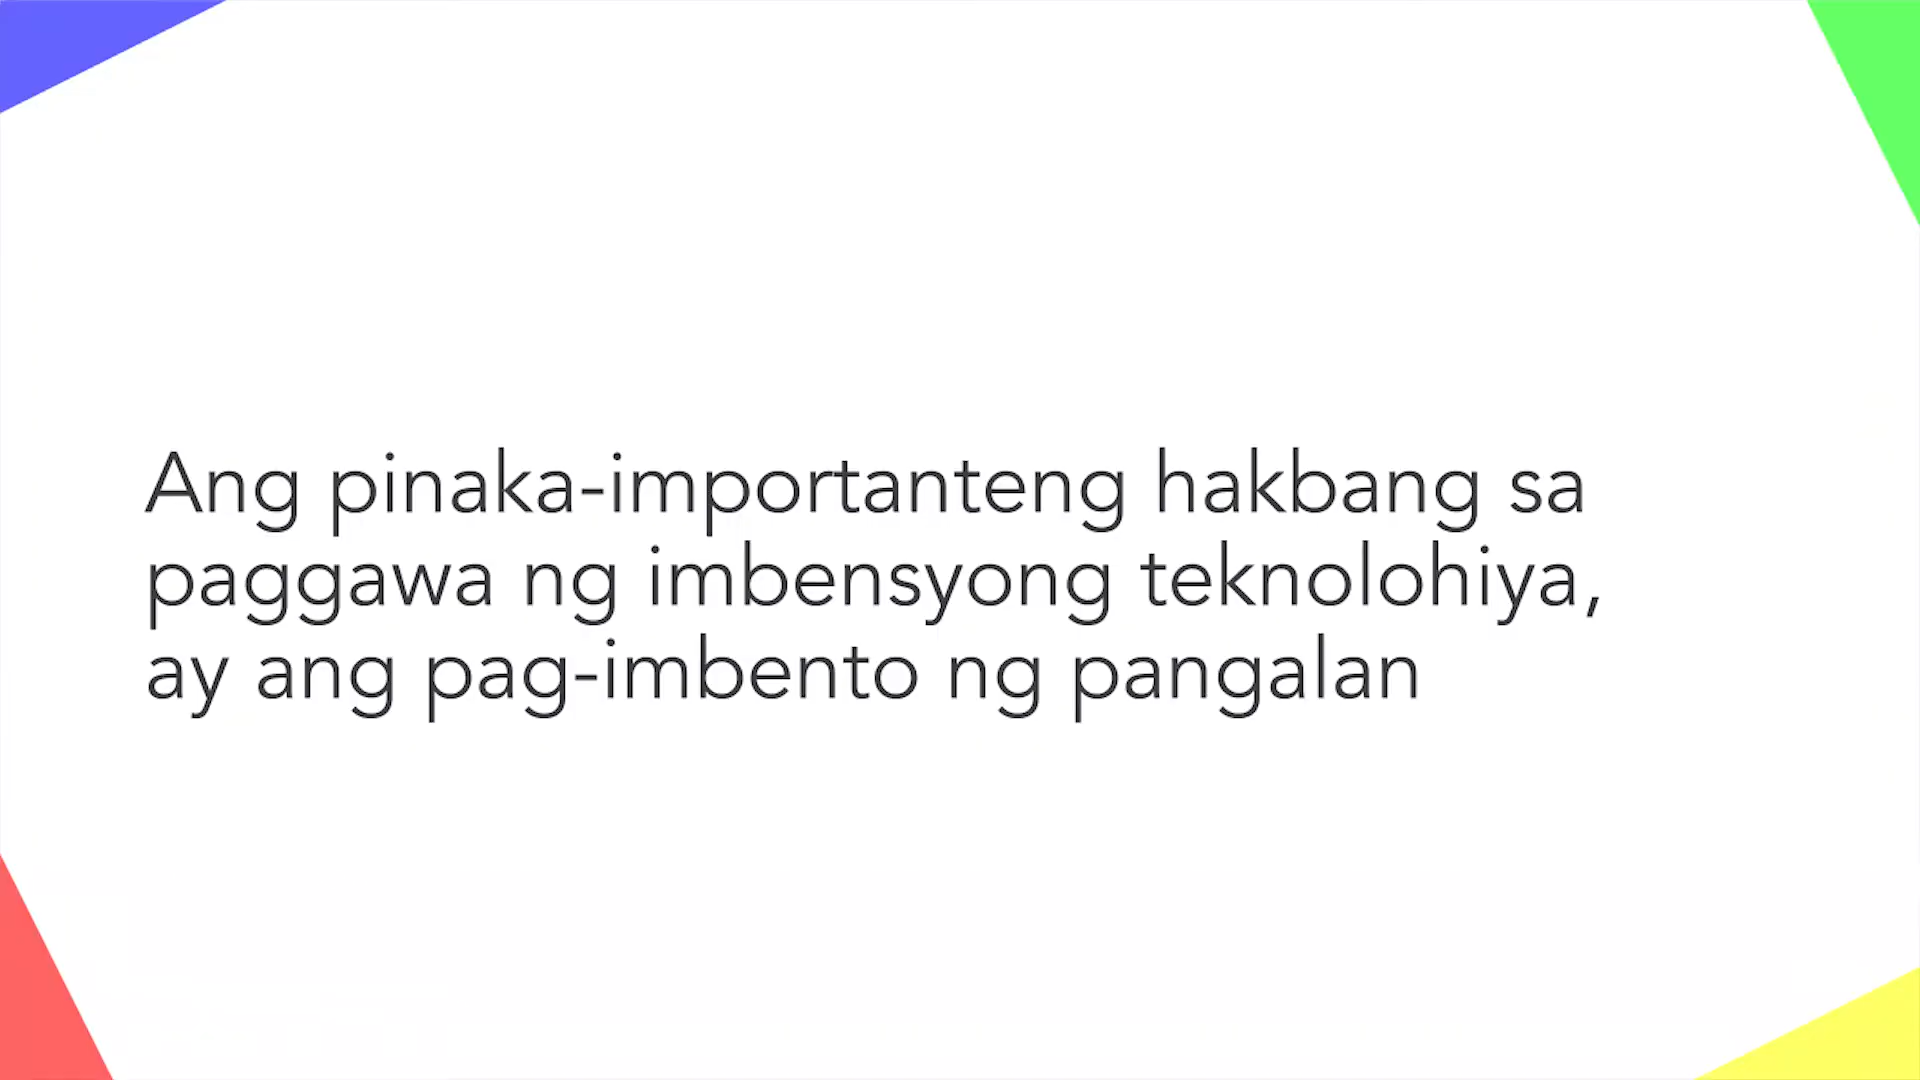 Ang pinaka-importanteng hakbang sa
paggawa ng imbensyong teknolohiya,
ay ang pag-imbento ng pangalan